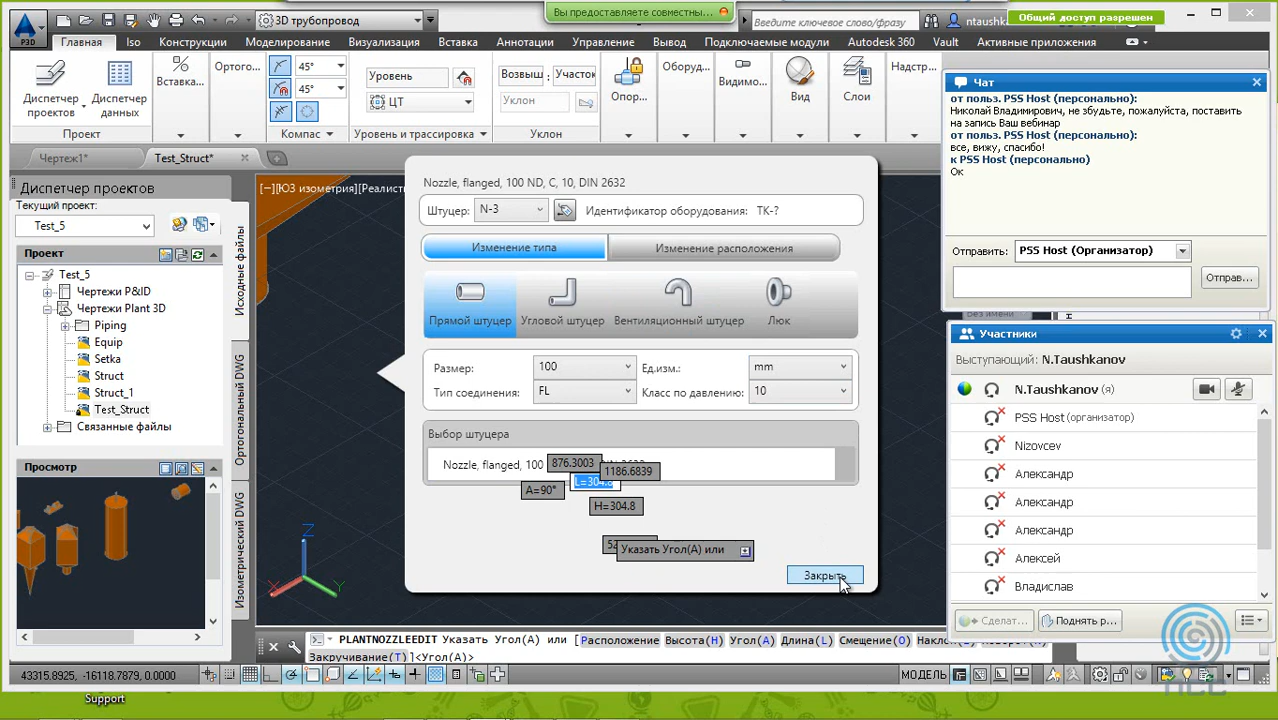 P3D
3D трубопровод
Вы предоставляете совместны...
Введите ключевое слово/фразу
ntaushka
Общий доступ разрешен
Главная Iso Конструкции Моделирование Визуализация Вставка Аннотации Управление Вывод Подключаемые модули Autodesk 360 Vault Активные приложения
Диспетчер проектов
Диспетчер данных
Проект
Вставка...
Ортого...
45°
45°
Компас
Уровень
ЦТ
Уровень и трассировка
Возвыш
Участок
Уклон
Уклон
Опор...
Оборуд...
Видимо...
Вид
Слои
Надстр...
Чертеж1*
Test_Struct*
Диспетчер проектов
Текущий проект:
Test_5
Проект
Test_5
Чертежи P&ID
Чертежи Plant 3D
Piping
Equip
Setka
Struct
Struct_1
Test_Struct
Связанные файлы
Просмотр
Исходные файлы
Ортогональный DWG
Изометрический DWG
[−][ЮЗ изометрия][Реалист
Nozzle, flanged, 100 ND, C, 10, DIN 2632
Штуцер: N-3 Идентификатор оборудования: ТК-?
Изменение типа Изменение расположения
Прямой штуцер Угловой штуцер Вентиляционный штуцер Люк
Размер: 100 Ед.изм.: mm
Тип соединения: FL Класс по давлению: 10
Выбор штуцера
Nozzle, flanged, 100
876.3003
1186.6839
L=304.8
A=90°
H=304.8
Указать Угол(A) или
Закрыть
Z
X
PLANTNOZZLEEDIT Указать Угол(A) или [Расположение Высота(H) Угол(A) Длина(L) Смещение(O)
Закручивание(T)]<Угол(A)>
43315.8925, -16118.7879, 0.0000
МОДЕЛЬ
Support
Чат
от польз. PSS Host (персонально):
Николай Владимирович, не збудьте, пожалуйста, поставить
на запись Ваш вебинар
от польз. PSS Host (персонально):
все, вижу, спасибо!
к PSS Host (персонально)
Ок
Отправить: PSS Host (Организатор)
Отправ...
Без имени
Участники
Выступающий: N.Taushkanov
N.Taushkanov (я)
PSS Host (организатор)
Nizovcev
Александр
Александр
Александр
Алексей
Владислав
Сделат...
Поднять р...